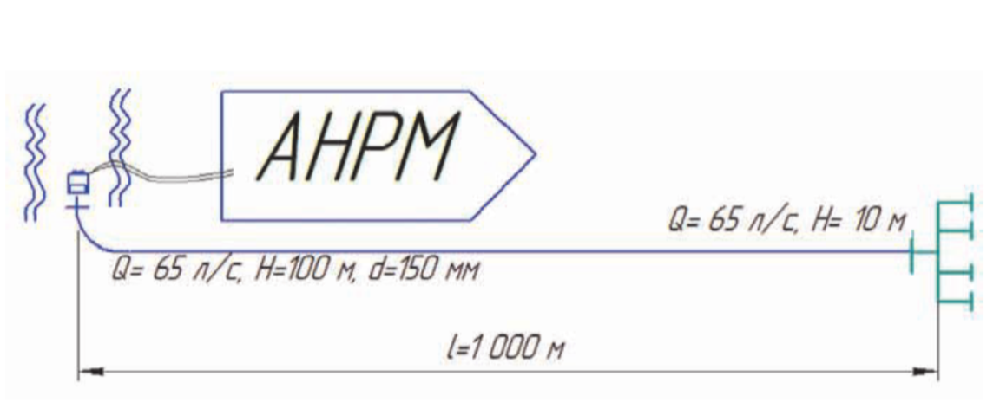 АНРМ
Q= 65 л/с, H= 10 м
Q= 65 л/с, H=100 м, d=150 мм
l=1 000 м